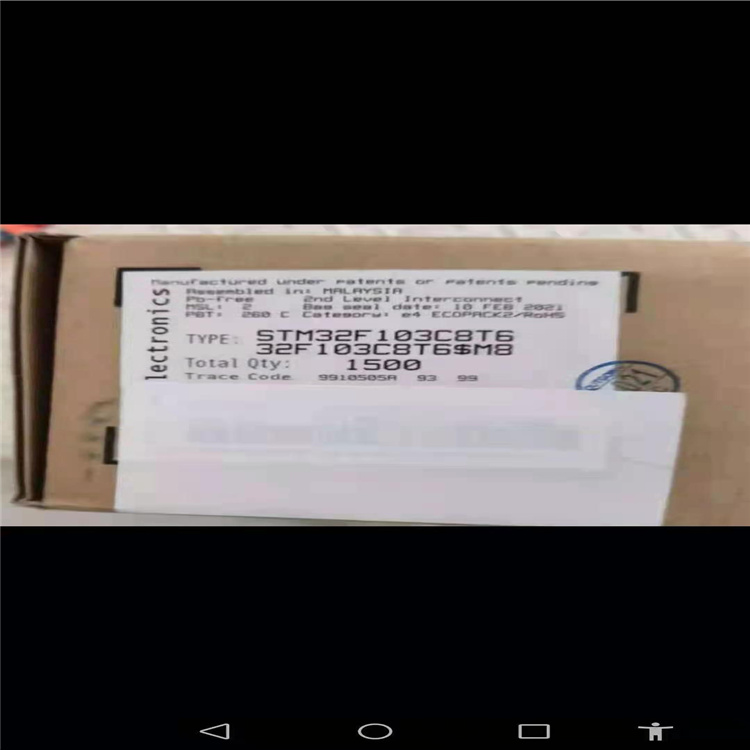 Manufactured under patents or patents pending
Assembled in: MALAYSIA
Pb-free 2nd Level Interconnect
MSL: 2 Bag seal date: 10 FEB 2021
PBT: 260 C Category: e4 ECOPACK2/RoHS
lectronics
TYPE: STM32F103C8T6
32F103C8T6$M8
Total Qty: 1500
Trace Code 9910505A 93 99